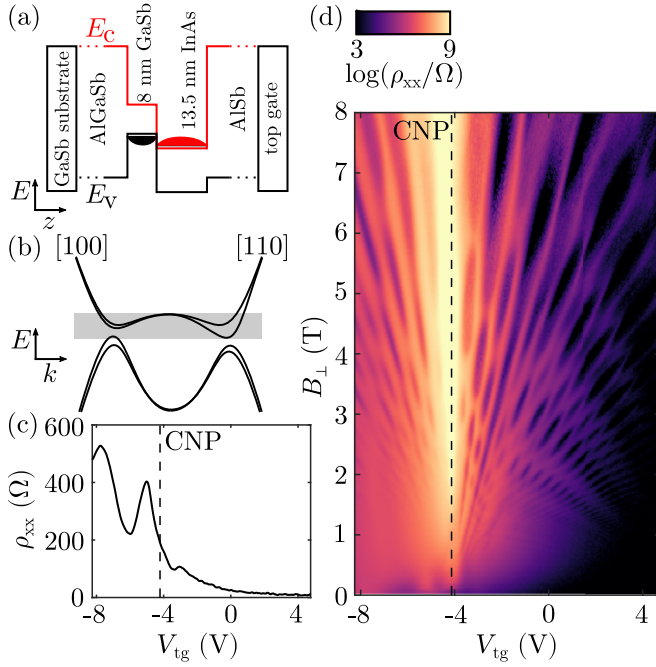 (a)
E_C
8 nm GaSb
13.5 nm InAs
GaSb substrate
AlGaSb
AlSb
top gate
E
z
E_V
(b)
[100]
[110]
E
k
(c)
600
400
200
0
ρ_xx (Ω)
CNP
-8
-4
0
4
V_tg (V)
(d)
3
9
log(ρ_xx/Ω)
CNP
8
7
6
5
4
3
2
1
0
B_⊥ (T)
-8
-4
0
4
V_tg (V)